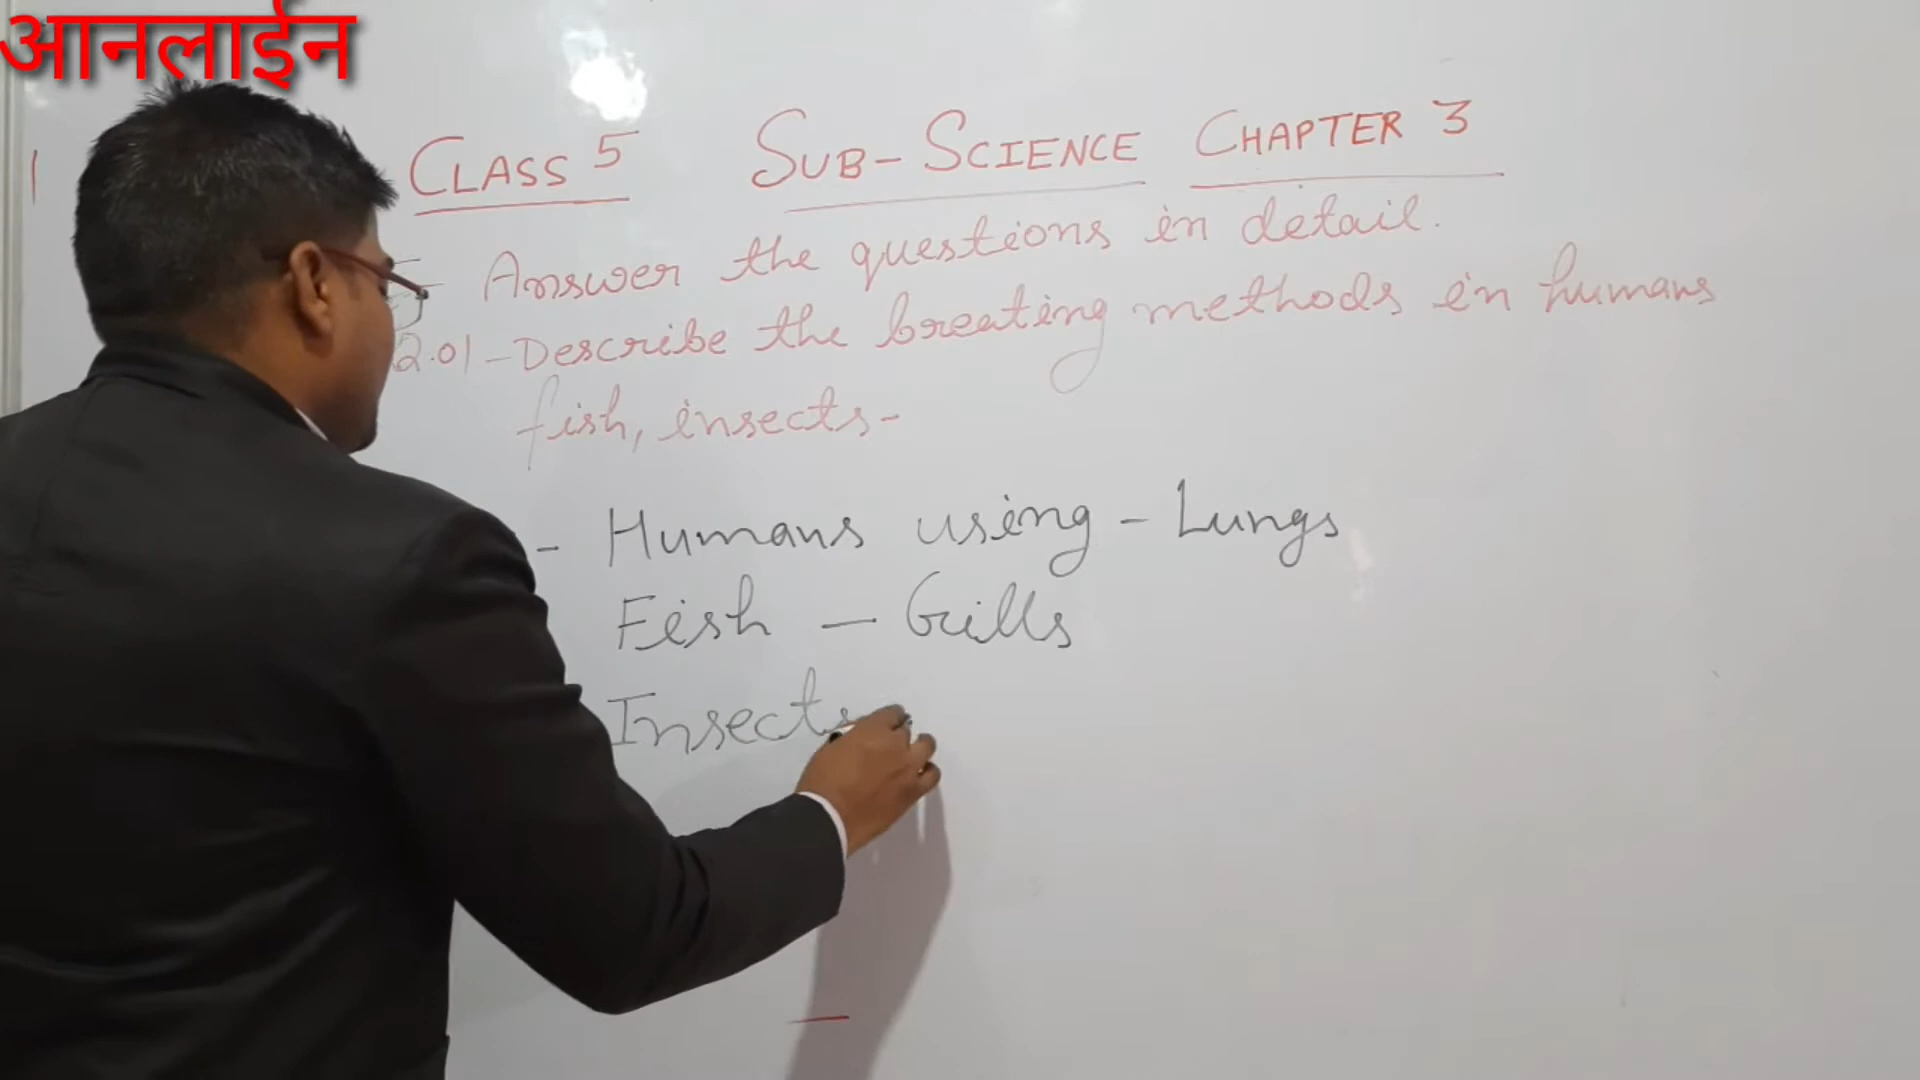 आनलाईन
CLASS 5 SUB-SCIENCE CHAPTER 3
Answer the questions in detail.
2.01-Describe the breating methods in humans
fish, insects-
- Humans using - Lungs
Fish - Gills
Insects